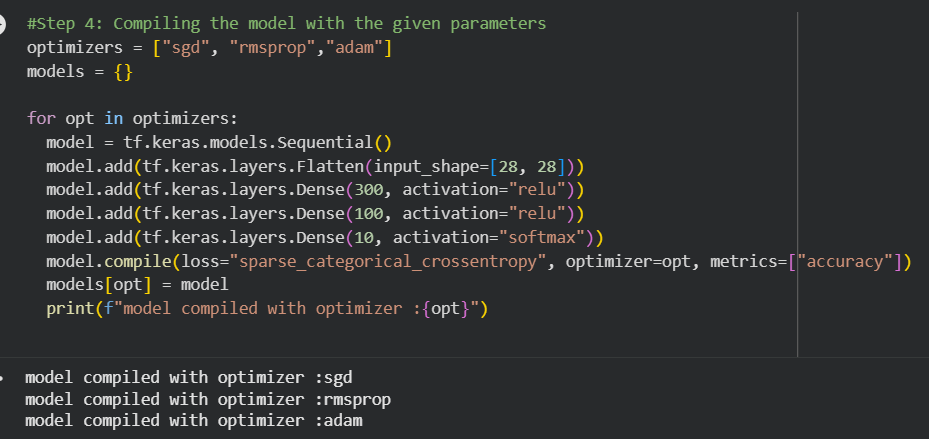 #Step 4: Compiling the model with the given parameters
optimizers = ["sgd", "rmsprop","adam"]
models = {}
for opt in optimizers:
  model = tf.keras.models.Sequential()
  model.add(tf.keras.layers.Flatten(input_shape=[28, 28]))
  model.add(tf.keras.layers.Dense(300, activation="relu"))
  model.add(tf.keras.layers.Dense(100, activation="relu"))
  model.add(tf.keras.layers.Dense(10, activation="softmax"))
  model.compile(loss="sparse_categorical_crossentropy", optimizer=opt, metrics=["accuracy"])
  models[opt] = model
  print(f"model compiled with optimizer :{opt}")
model compiled with optimizer :sgd
model compiled with optimizer :rmsprop
model compiled with optimizer :adam